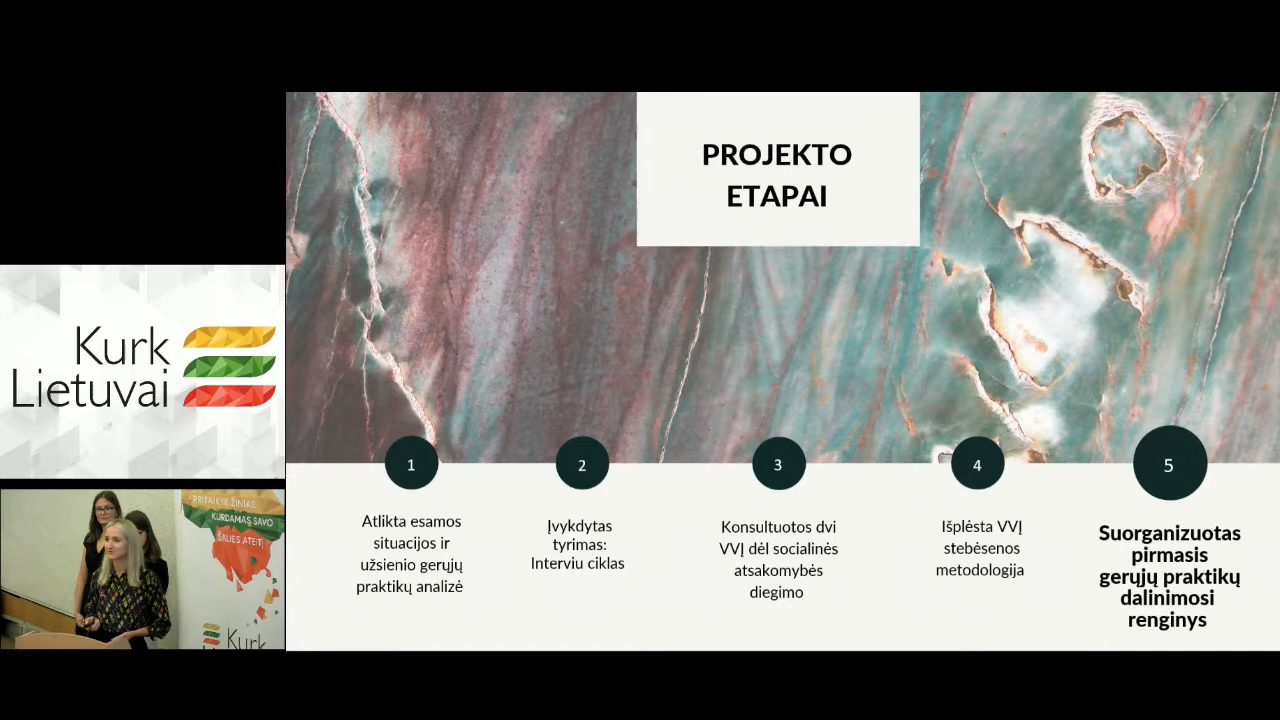 PROJEKTO
ETAPAI
Kurk
Lietuvai
1
Atlikta esamos
situacijos ir
užsienio gerųjų
praktikų analizė
2
Įvykdytas
tyrimas:
Interviu ciklas
3
Konsultuotos dvi
VVĮ dėl socialinės
atsakomybės
diegimo
4
Išplėsta VVĮ
stebėsenos
metodologija
5
Suorganizuotas
pirmasis
gerųjų praktikų
dalinimosi
renginys
PRITAIKYK ŽINIAS
KURDAMAS SAVO
ŠALIES ATEITĮ
Kurk